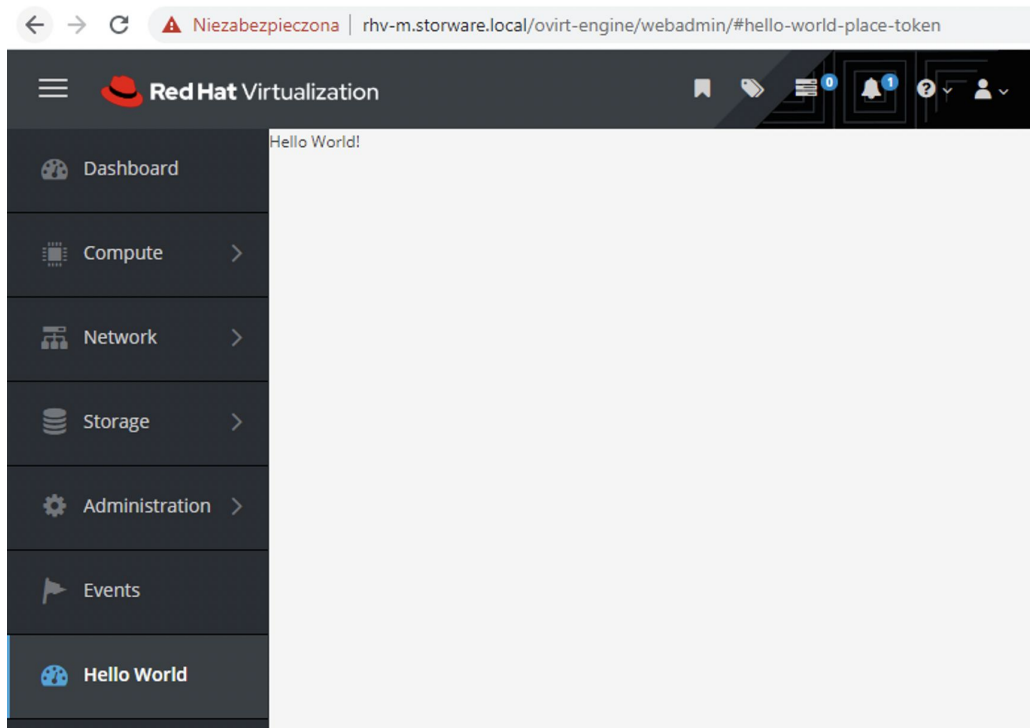 Niezabezpieczona | rhv-m.storware.local/ovirt-engine/webadmin/#hello-world-place-token
Red Hat Virtualization
0
1
Hello World!
Dashboard
Compute
Network
Storage
Administration
Events
Hello World